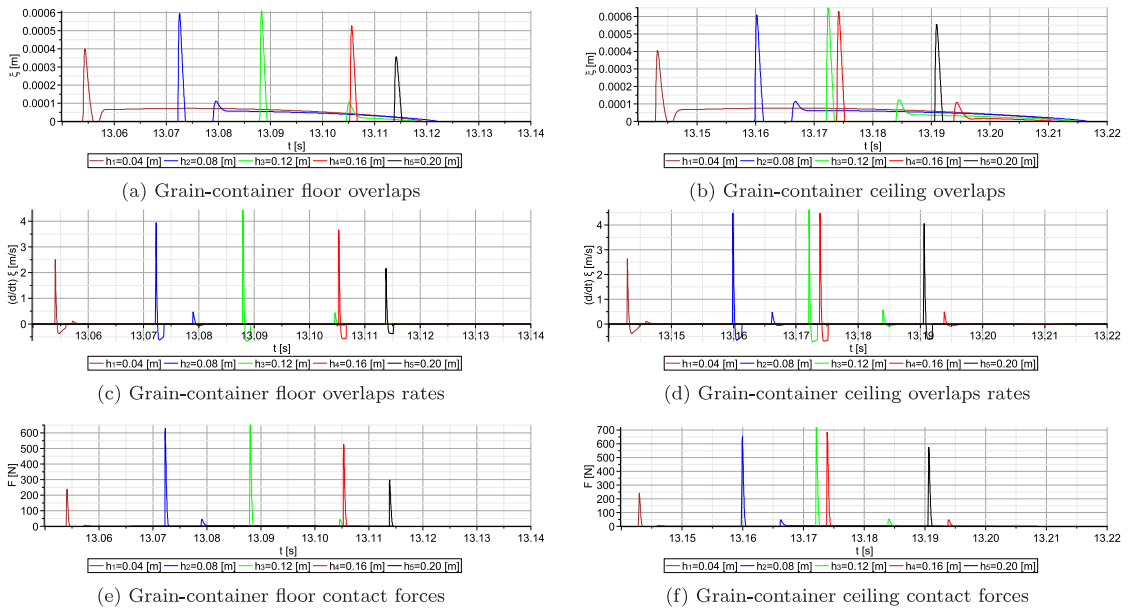 0.0006
0.0005
0.0004
0.0003
0.0002
0.0001
0
ξ [m]
13.06 13.07 13.08 13.09 13.10 13.11 13.12 13.13 13.14
t [s]
h₁=0.04 [m] h₂=0.08 [m] h₃=0.12 [m] h₄=0.16 [m] h₅=0.20 [m]
(a) Grain-container floor overlaps
0.0006
0.0005
0.0004
0.0003
0.0002
0.0001
0
ξ [m]
13.15 13.16 13.17 13.18 13.19 13.20 13.21 13.22
t [s]
h₁=0.04 [m] h₂=0.08 [m] h₃=0.12 [m] h₄=0.16 [m] h₅=0.20 [m]
(b) Grain-container ceiling overlaps
4
3
2
1
0
(d/dt) ξ [m/s]
13.06 13.07 13.08 13.09 13.10 13.11 13.12 13.13 13.14
t [s]
h₁=0.04 [m] h₂=0.08 [m] h₃=0.12 [m] h₄=0.16 [m] h₅=0.20 [m]
(c) Grain-container floor overlaps rates
4
3
2
1
0
(d/dt) ξ [m/s]
13.15 13.16 13.17 13.18 13.19 13.20 13.21 13.22
t [s]
h₁=0.04 [m] h₂=0.08 [m] h₃=0.12 [m] h₄=0.16 [m] h₅=0.20 [m]
(d) Grain-container ceiling overlaps rates
600
500
400
300
200
100
0
F [N]
13.06 13.07 13.08 13.09 13.10 13.11 13.12 13.13 13.14
t [s]
h₁=0.04 [m] h₂=0.08 [m] h₃=0.12 [m] h₄=0.16 [m] h₅=0.20 [m]
(e) Grain-container floor contact forces
700
600
500
400
300
200
100
0
F [N]
13.15 13.16 13.17 13.18 13.19 13.20 13.21 13.22
t [s]
h₁=0.04 [m] h₂=0.08 [m] h₃=0.12 [m] h₄=0.16 [m] h₅=0.20 [m]
(f) Grain-container ceiling contact forces